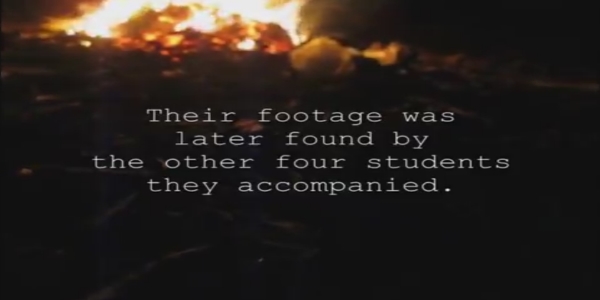 Their footage was
later found by
the other four students
they accompanied.